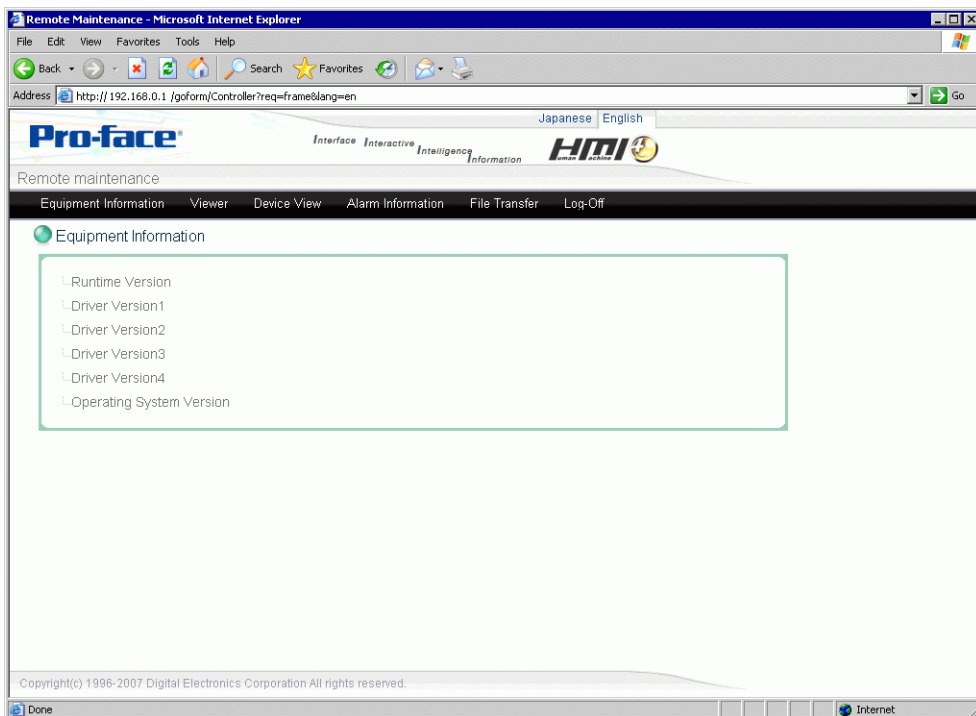 Remote Maintenance - Microsoft Internet Explorer
File Edit View Favorites Tools Help
Back Search Favorites
Address http://192.168.0.1 /goform/Controller?req=frame&lang=en Go
Japanese English
Pro-face
Interface Interactive Intelligence Information
HMI
uman achine
Remote maintenance
Equipment Information Viewer Device View Alarm Information File Transfer Log-Off
Equipment Information
Runtime Version
Driver Version1
Driver Version2
Driver Version3
Driver Version4
Operating System Version
Copyright(c) 1996-2007 Digital Electronics Corporation All rights reserved.
Done Internet